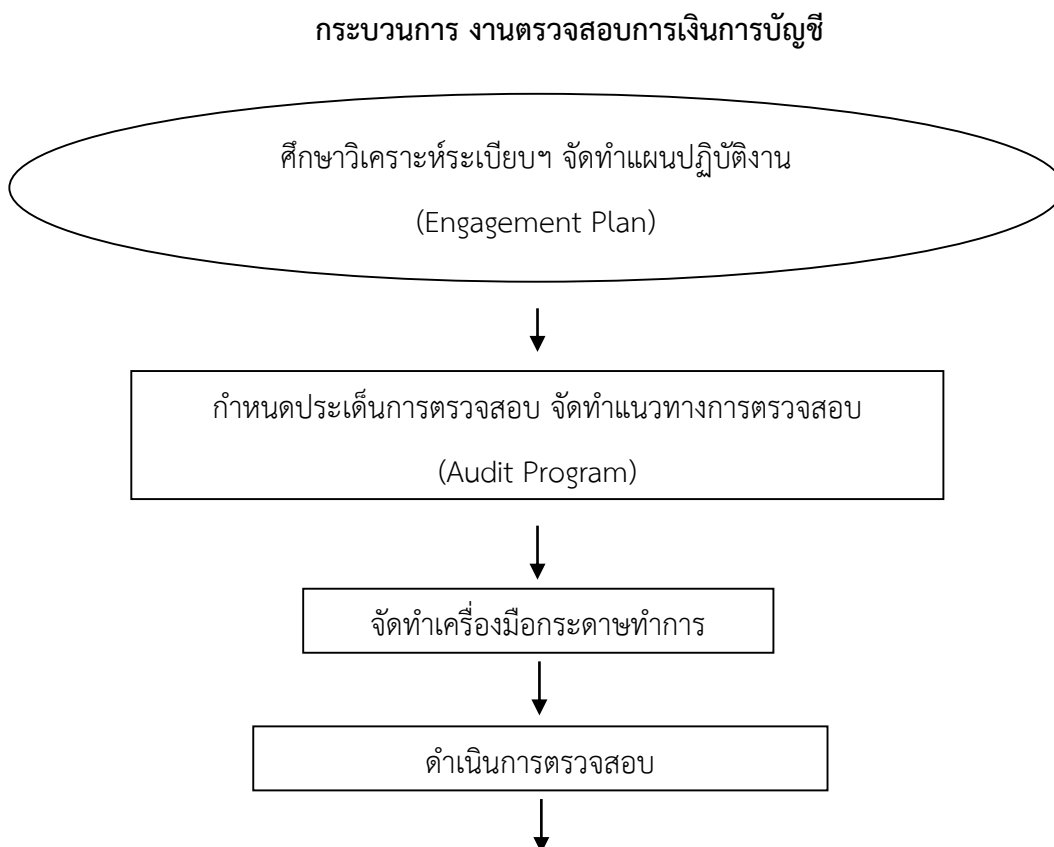 กระบวนการ งานตรวจสอบการเงินการบัญชี
ศึกษาวิเคราะห์ระเบียบฯ จัดทำแผนปฏิบัติงาน
(Engagement Plan)
กำหนดประเด็นการตรวจสอบ จัดทำแนวทางการตรวจสอบ
(Audit Program)
จัดทำเครื่องมือกระดาษทำการ
ดำเนินการตรวจสอบ